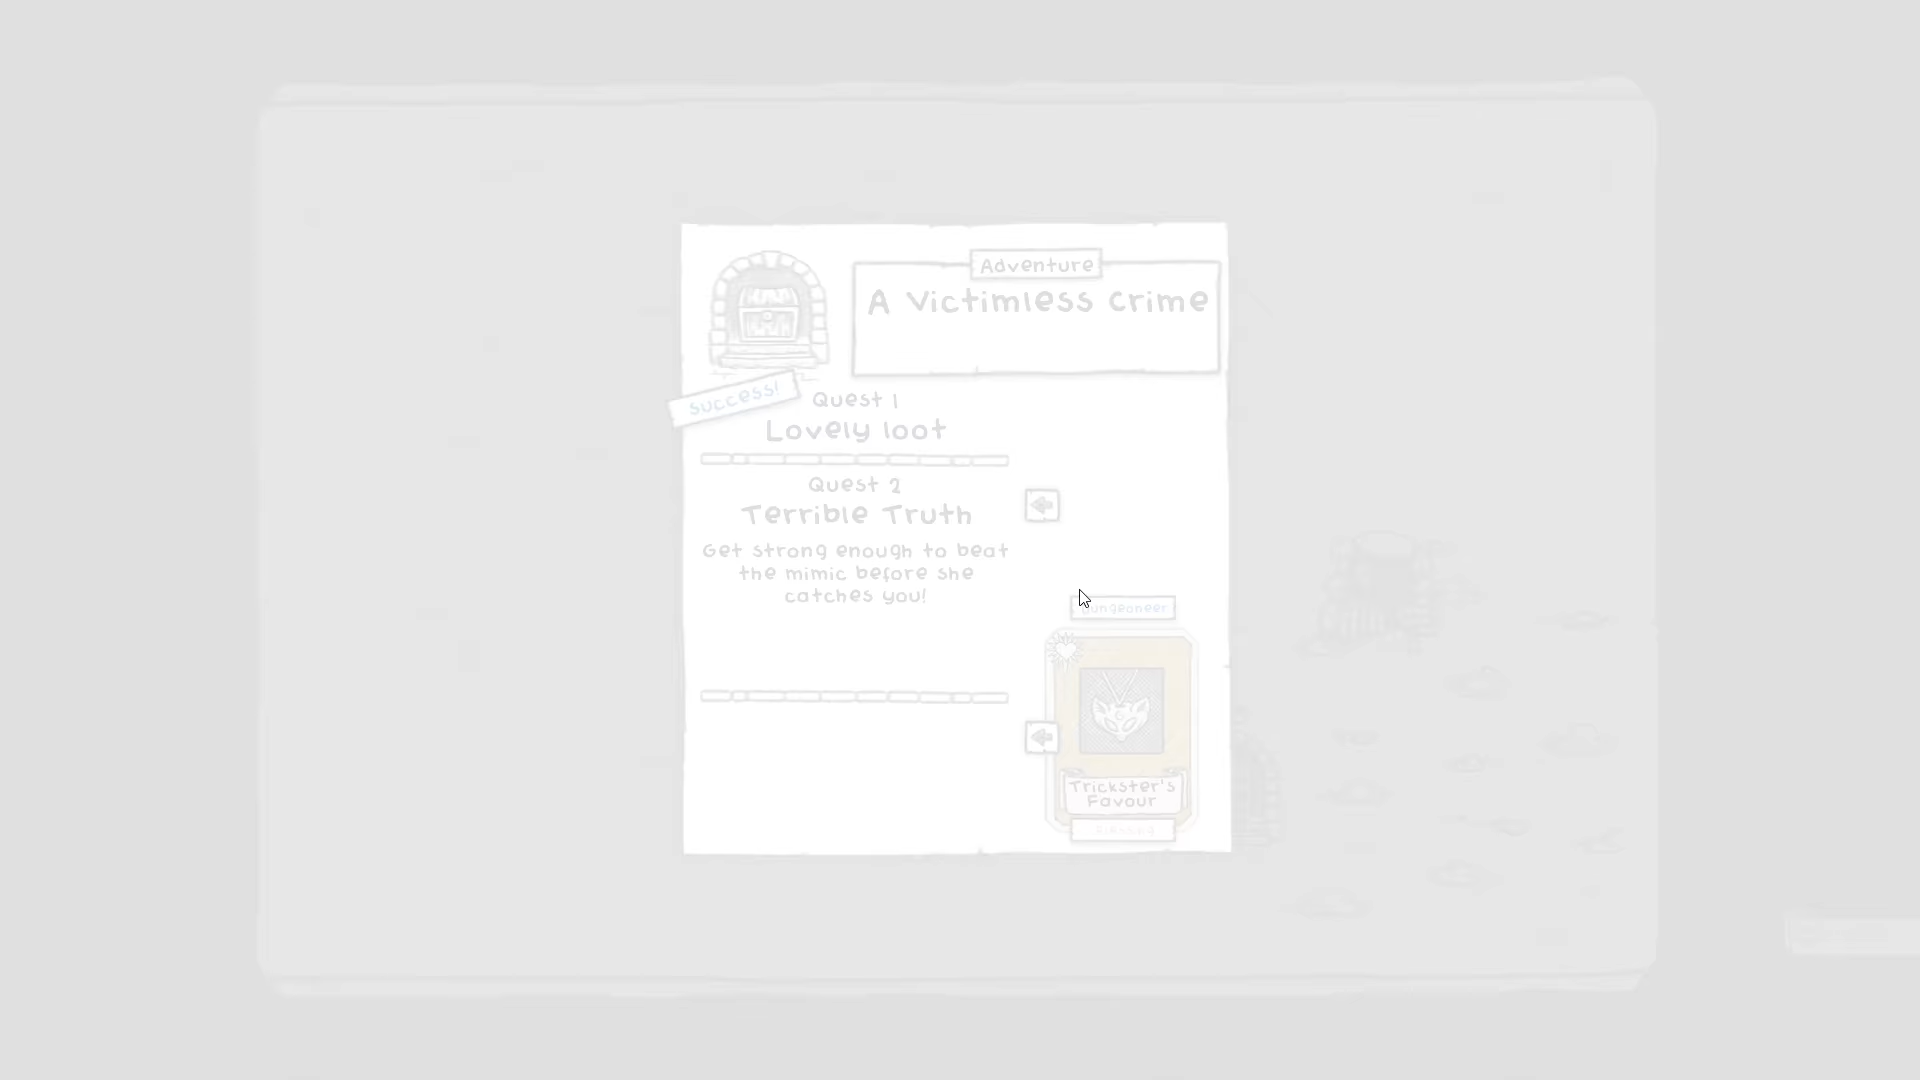 Adventure
A Victimless Crime
Success!
Quest 1
Lovely loot
Quest 2
Terrible Truth
Get strong enough to beat
the mimic before she
catches you!
Dungeoneer
Trickster's
Favour